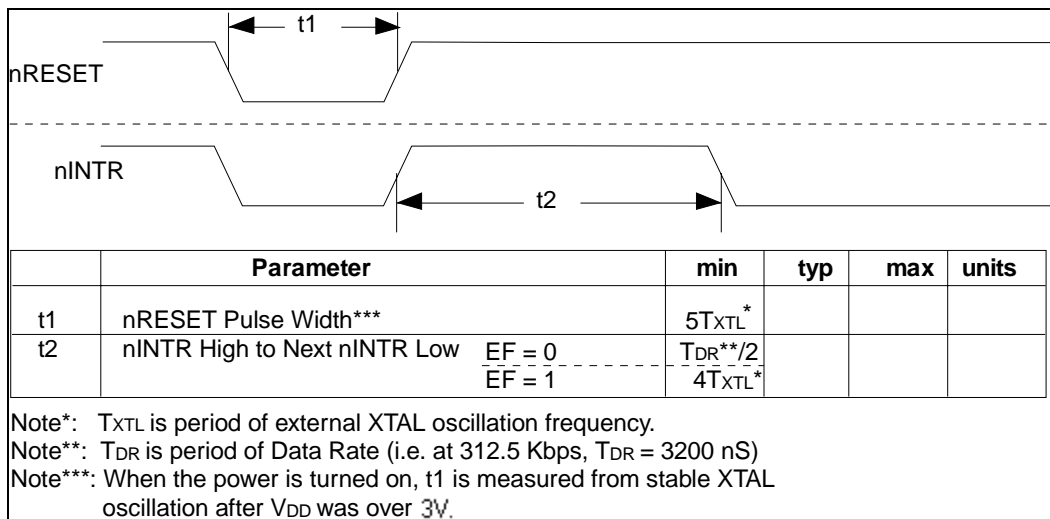 t1
nRESET
nINTR
t2
Parameter min typ max units
t1 nRESET Pulse Width*** 5TXTL*
t2 nINTR High to Next nINTR Low EF = 0 TDR**/2
EF = 1 4TXTL*
Note*: TXTL is period of external XTAL oscillation frequency.
Note**: TDR is period of Data Rate (i.e. at 312.5 Kbps, TDR = 3200 nS)
Note***: When the power is turned on, t1 is measured from stable XTAL
oscillation after VDD was over 3V.